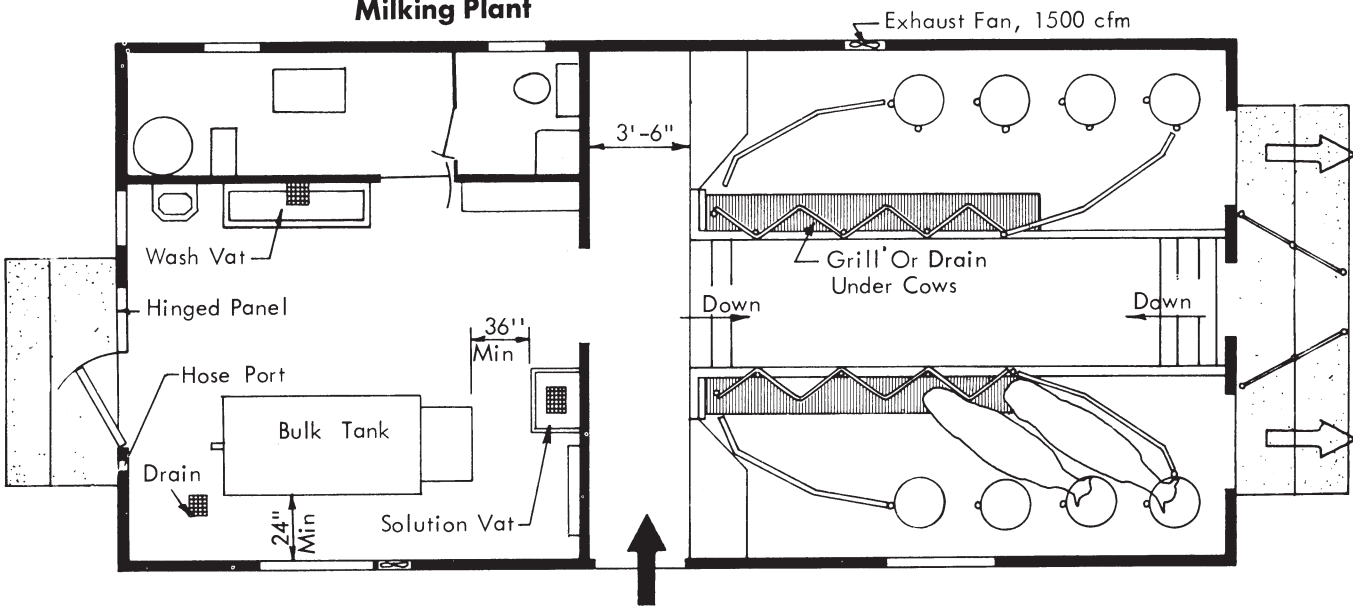 Milking Plant
Exhaust Fan, 1500 cfm
3'-6"
Wash Vat
Grill Or Drain
Under Cows
Hinged Panel
Down
Down
36"
Min
Hose Port
Bulk Tank
Drain
24"
Min
Solution Vat